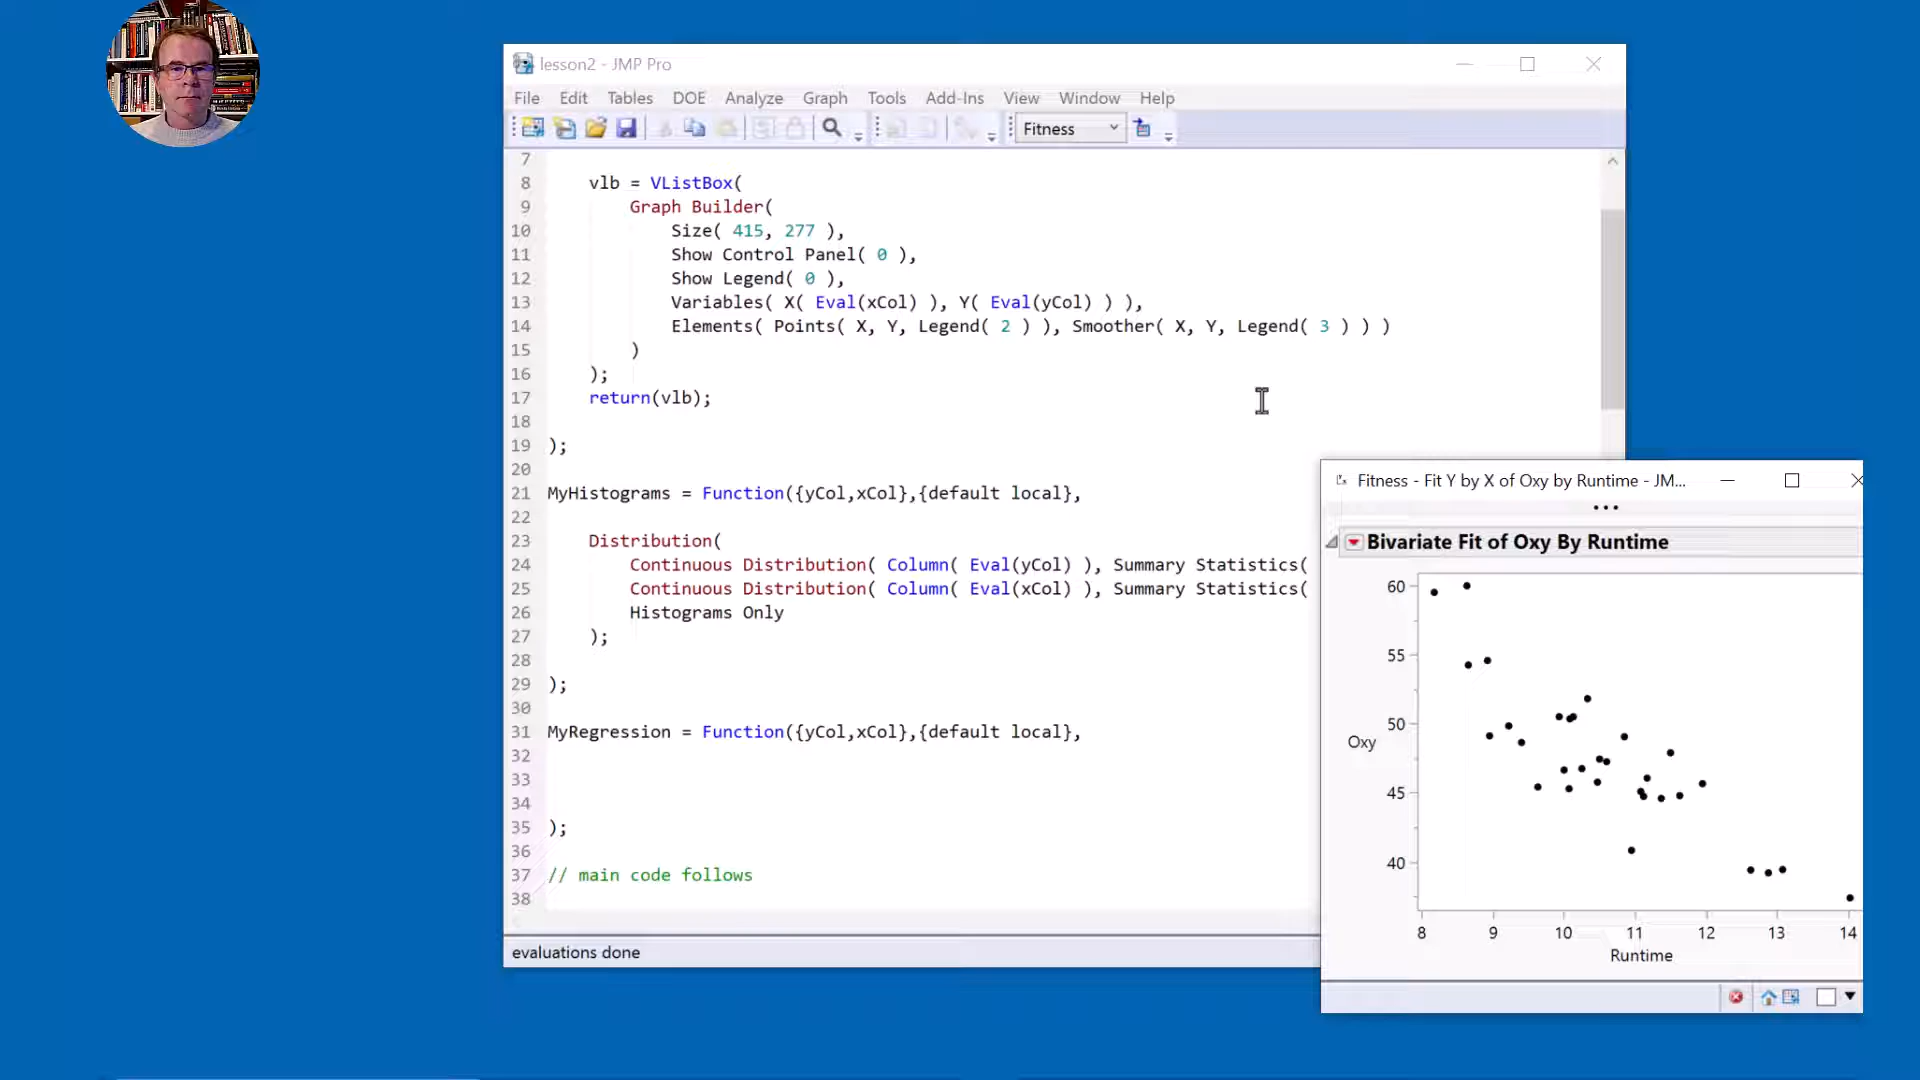 lesson2 - JMP Pro
File Edit Tables DOE Analyze Graph Tools Add-Ins View Window Help
Fitness
7
8 vlb = VListBox(
9 Graph Builder(
10 Size( 415, 277 ),
11 Show Control Panel( 0 ),
12 Show Legend( 0 ),
13 Variables( X( Eval(xCol) ), Y( Eval(yCol) ) ),
14 Elements( Points( X, Y, Legend( 2 ) ), Smoother( X, Y, Legend( 3 ) ) )
15 )
16 );
17 return(vlb);
18
19 );
20
21 MyHistograms = Function({yCol,xCol},{default local},
22
23 Distribution(
24 Continuous Distribution( Column( Eval(yCol) ), Summary Statistics(
25 Continuous Distribution( Column( Eval(xCol) ), Summary Statistics(
26 Histograms Only
27 );
28
29 );
30
31 MyRegression = Function({yCol,xCol},{default local},
32
33
34
35 );
36
37 // main code follows
38
evaluations done
Fitness - Fit Y by X of Oxy by Runtime - JM...
Bivariate Fit of Oxy By Runtime
60
55
50
Oxy
45
40
8 9 10 11 12 13 14
Runtime